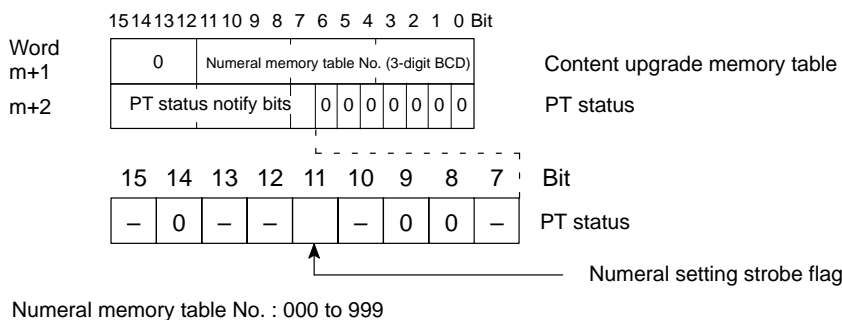 15 14 13 12 11 10 9 8 7 6 5 4 3 2 1 0 Bit
Word
m+1 0 Numeral memory table No. (3-digit BCD) Content upgrade memory table
m+2 PT status notify bits 0 0 0 0 0 0 0 PT status
15 14 13 12 11 10 9 8 7 Bit
– 0 – – – 0 0 – PT status
Numeral setting strobe flag
Numeral memory table No. : 000 to 999